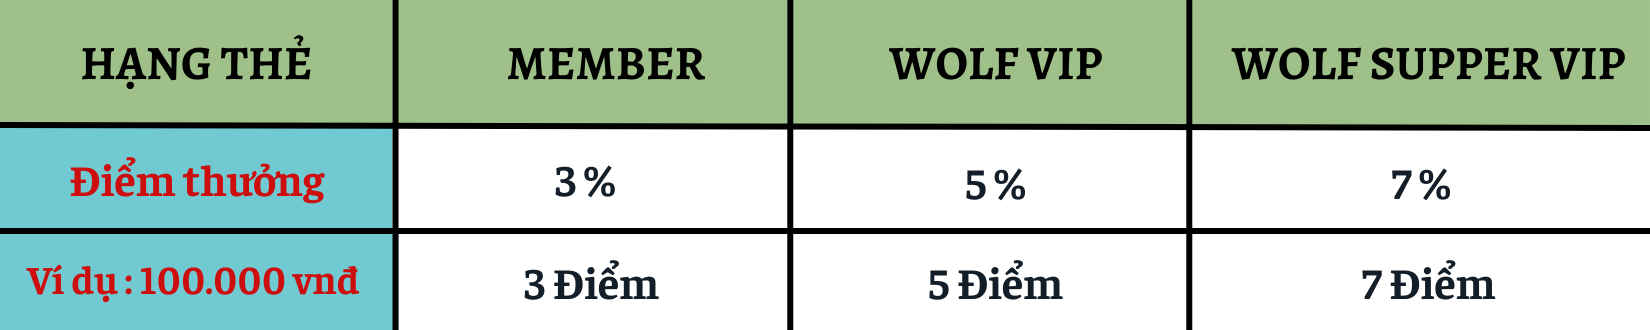 HẠNG THẺ MEMBER WOLF VIP WOLF SUPPER VIP
Điểm thưởng 3 % 5 % 7 %
Ví dụ : 100.000 vnđ 3 Điểm 5 Điểm 7 Điểm